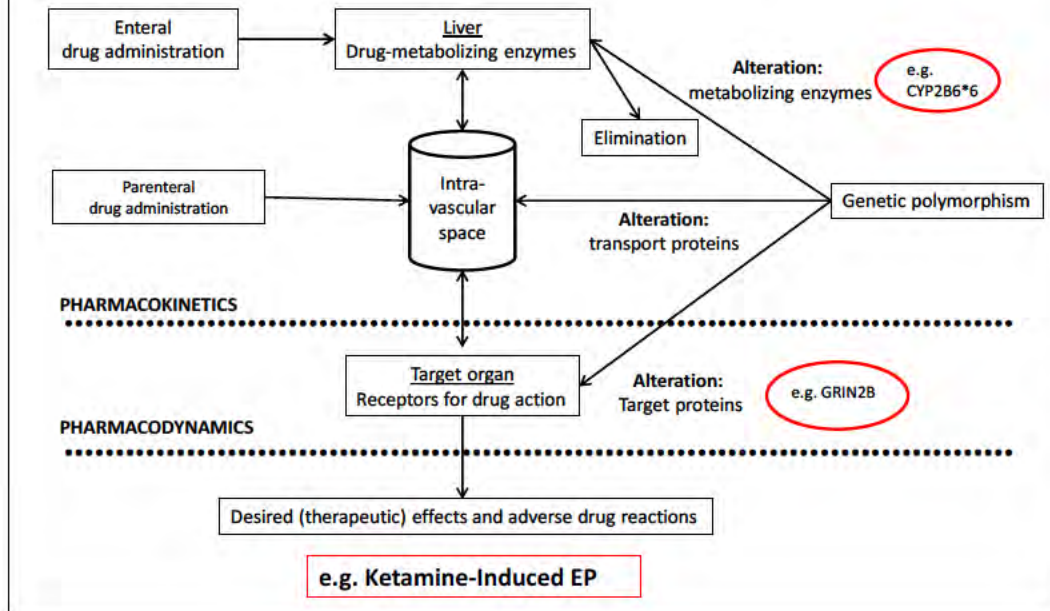 Enteral
drug administration
Liver
Drug-metabolizing enzymes
Alteration:
metabolizing enzymes
e.g.
CYP2B6*6
Elimination
Parenteral
drug administration
Intra-
vascular
space
Genetic polymorphism
Alteration:
transport proteins
PHARMACOKINETICS
Target organ
Receptors for drug action
Alteration:
Target proteins
e.g. GRIN2B
PHARMACODYNAMICS
Desired (therapeutic) effects and adverse drug reactions
e.g. Ketamine-Induced EP